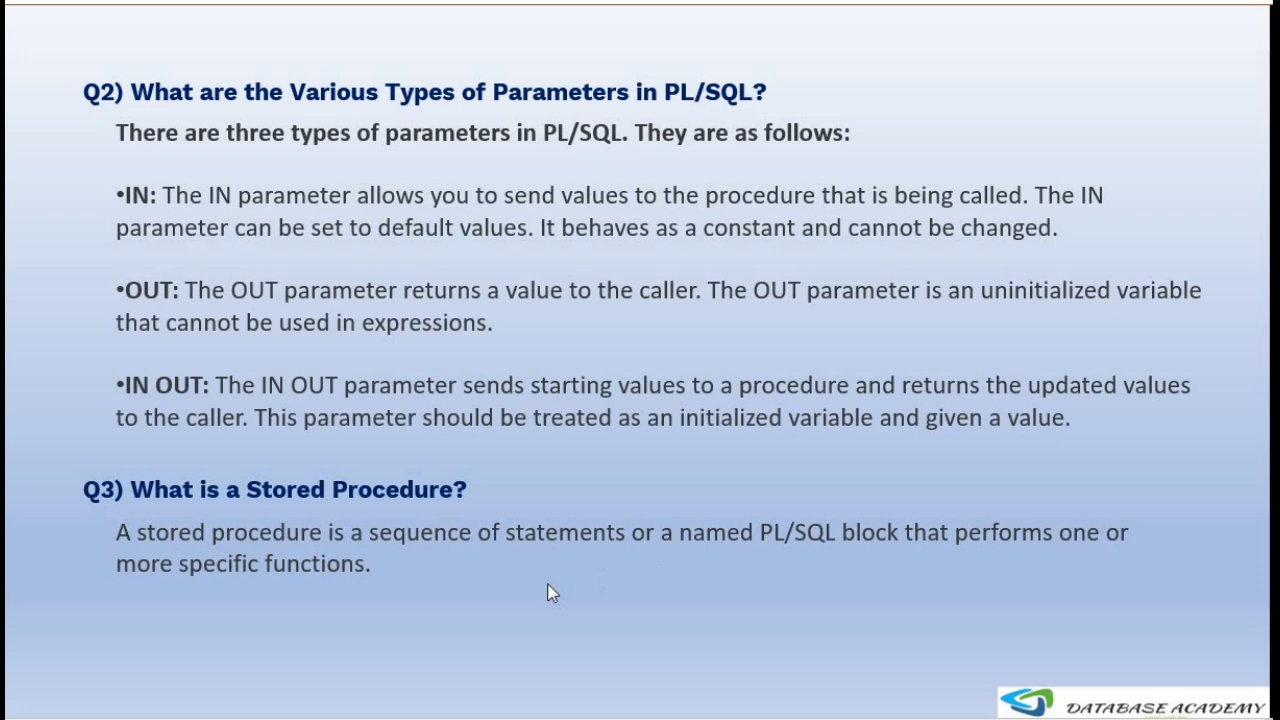 Q2) What are the Various Types of Parameters in PL/SQL?
There are three types of parameters in PL/SQL. They are as follows:
•IN: The IN parameter allows you to send values to the procedure that is being called. The IN
parameter can be set to default values. It behaves as a constant and cannot be changed.
•OUT: The OUT parameter returns a value to the caller. The OUT parameter is an uninitialized variable
that cannot be used in expressions.
•IN OUT: The IN OUT parameter sends starting values to a procedure and returns the updated values
to the caller. This parameter should be treated as an initialized variable and given a value.
Q3) What is a Stored Procedure?
A stored procedure is a sequence of statements or a named PL/SQL block that performs one or
more specific functions.
DATABASE ACADEMY